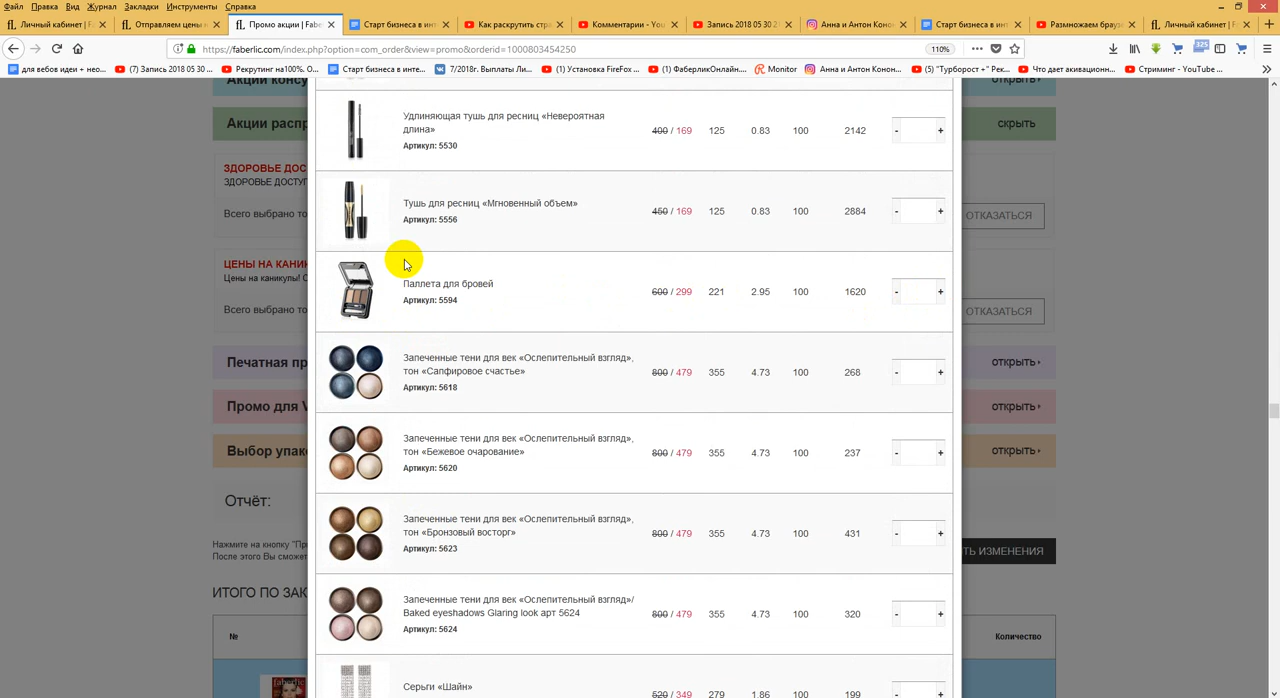 Файл Правка Вид Журнал Закладки Инструменты Справка
Личный кабинет | F
Отправляем цены н
Промо акции | Fabe
Старт бизнеса в инт
Как раскрутить стра
Комментарии - You
Запись 2018 05 30 2
Анна и Антон Конон
Старт бизнеса в инт
Размножаем брауз
Личный кабинет | F
https://faberlic.com/index.php?option=com_order&view=promo&orderid=1000803454250
110%
325
для вебов идеи + нео...
(7) Запись 2018 05 30 ...
Рекрутинг на100%. О...
Старт бизнеса в инте...
7/2018г. Выплаты Ли...
(1) Установка FireFox ...
(1) ФаберликОнлайн...
Monitor
Анна и Антон Конон...
(5) "Турборост +" Рек...
Что дает акивационн...
Стриминг - YouTube ...
Акции конс
открыть
Акции расп
скрыть
ЗДОРОВЬЕ ДОС
ЗДОРОВЬЕ ДОСТУП
Всего выбрано то
ОТКАЗАТЬСЯ
ЦЕНЫ НА КАНИК
Цены на каникулы! С
Всего выбрано то
ОТКАЗАТЬСЯ
Печатная пр
открыть
Промо для V
открыть
Выбор упак
открыть
Отчёт:
Нажмите на кнопку "Пр
После этого Вы сможет
ТЬ ИЗМЕНЕНИЯ
ИТОГО ПО ЗАК
№
Количество
faberlic
Удлиняющая тушь для ресниц «Невероятная
длина»
Артикул: 5530
400 / 169 125 0.83 100 2142 - +
Тушь для ресниц «Мгновенный объем»
Артикул: 5556
450 / 169 125 0.83 100 2884 - +
Паллета для бровей
Артикул: 5594
600 / 299 221 2.95 100 1620 - +
Запеченные тени для век «Ослепительный взгляд»,
тон «Сапфировое счастье»
Артикул: 5618
800 / 479 355 4.73 100 268 - +
Запеченные тени для век «Ослепительный взгляд»,
тон «Бежевое очарование»
Артикул: 5620
800 / 479 355 4.73 100 237 - +
Запеченные тени для век «Ослепительный взгляд»,
тон «Бронзовый восторг»
Артикул: 5623
800 / 479 355 4.73 100 431 - +
Запеченные тени для век «Ослепительный взгляд»/
Baked eyeshadows Glaring look арт 5624
Артикул: 5624
800 / 479 355 4.73 100 320 - +
Серьги «Шайн»
520 / 349 279 1.86 100 199 - +